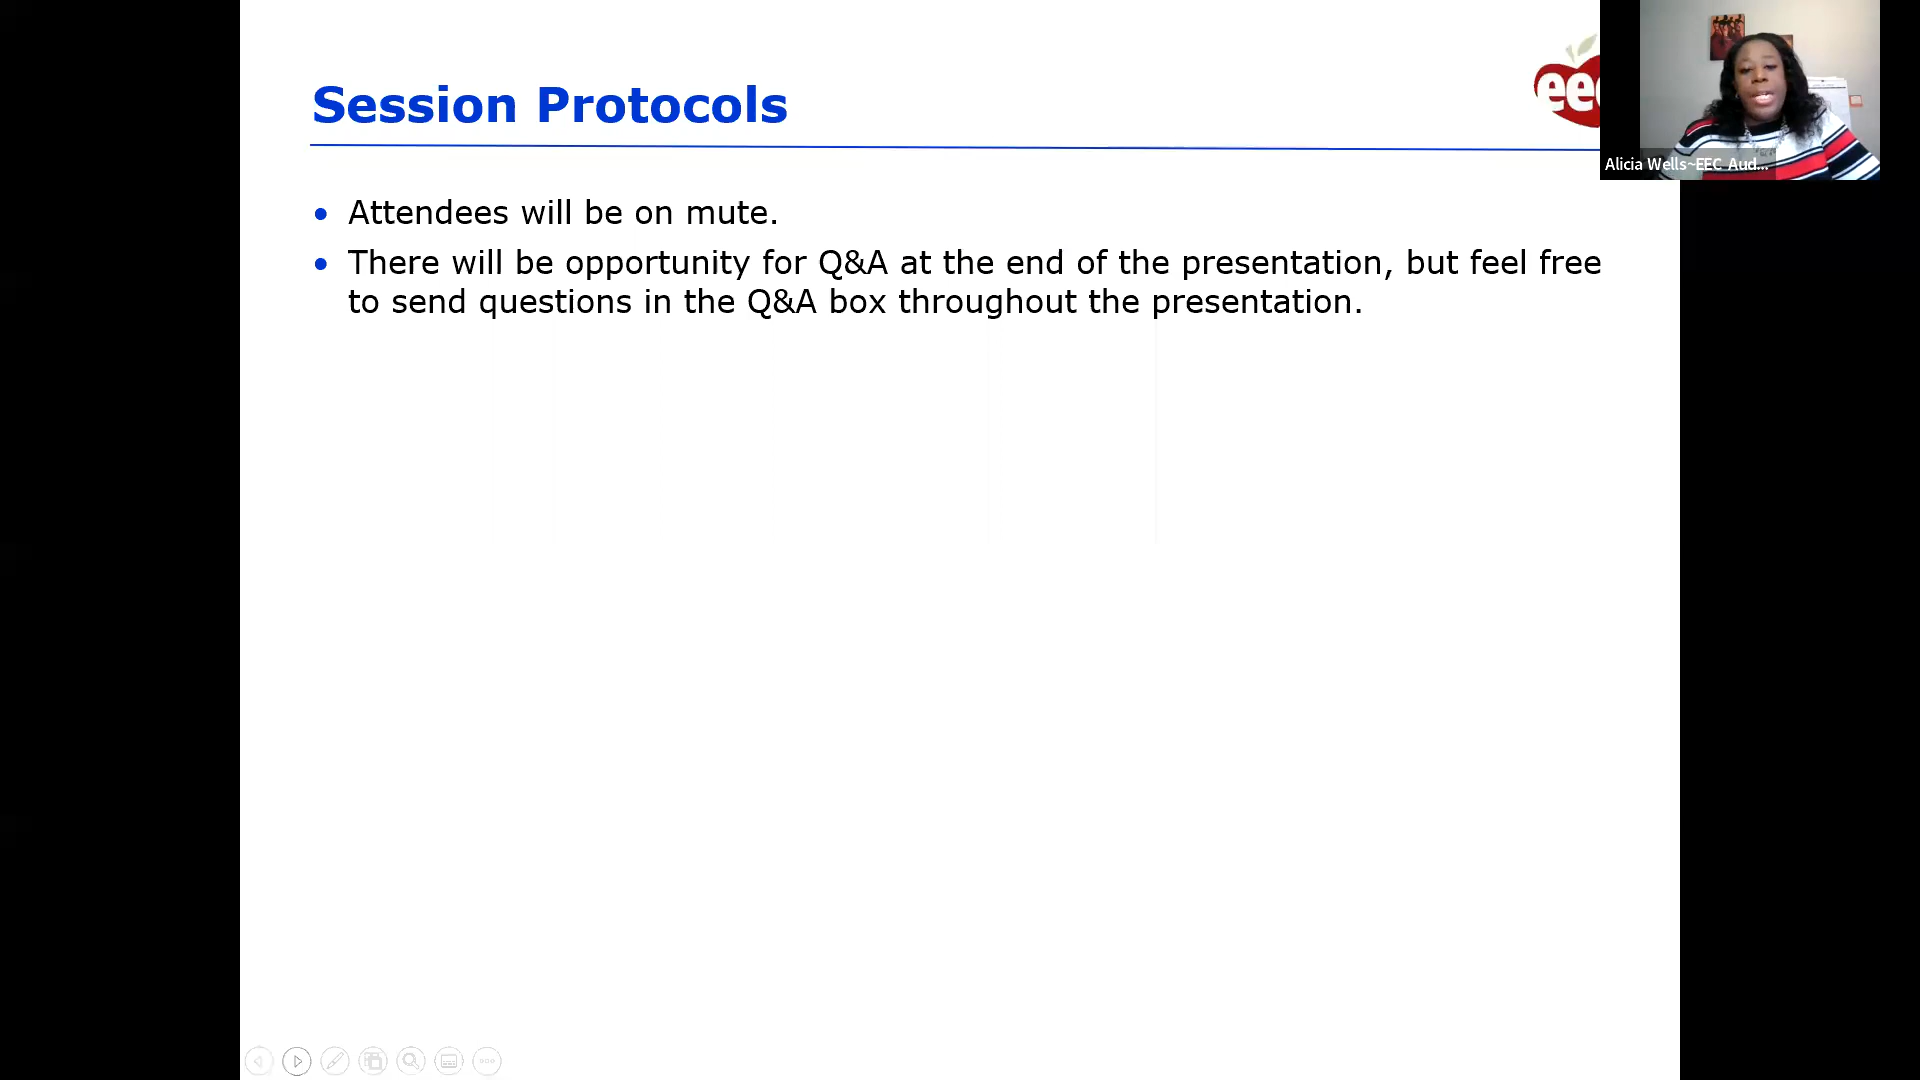 Session Protocols
eec
Alicia Wells~EEC Aud...
• Attendees will be on mute.
• There will be opportunity for Q&A at the end of the presentation, but feel free
to send questions in the Q&A box throughout the presentation.